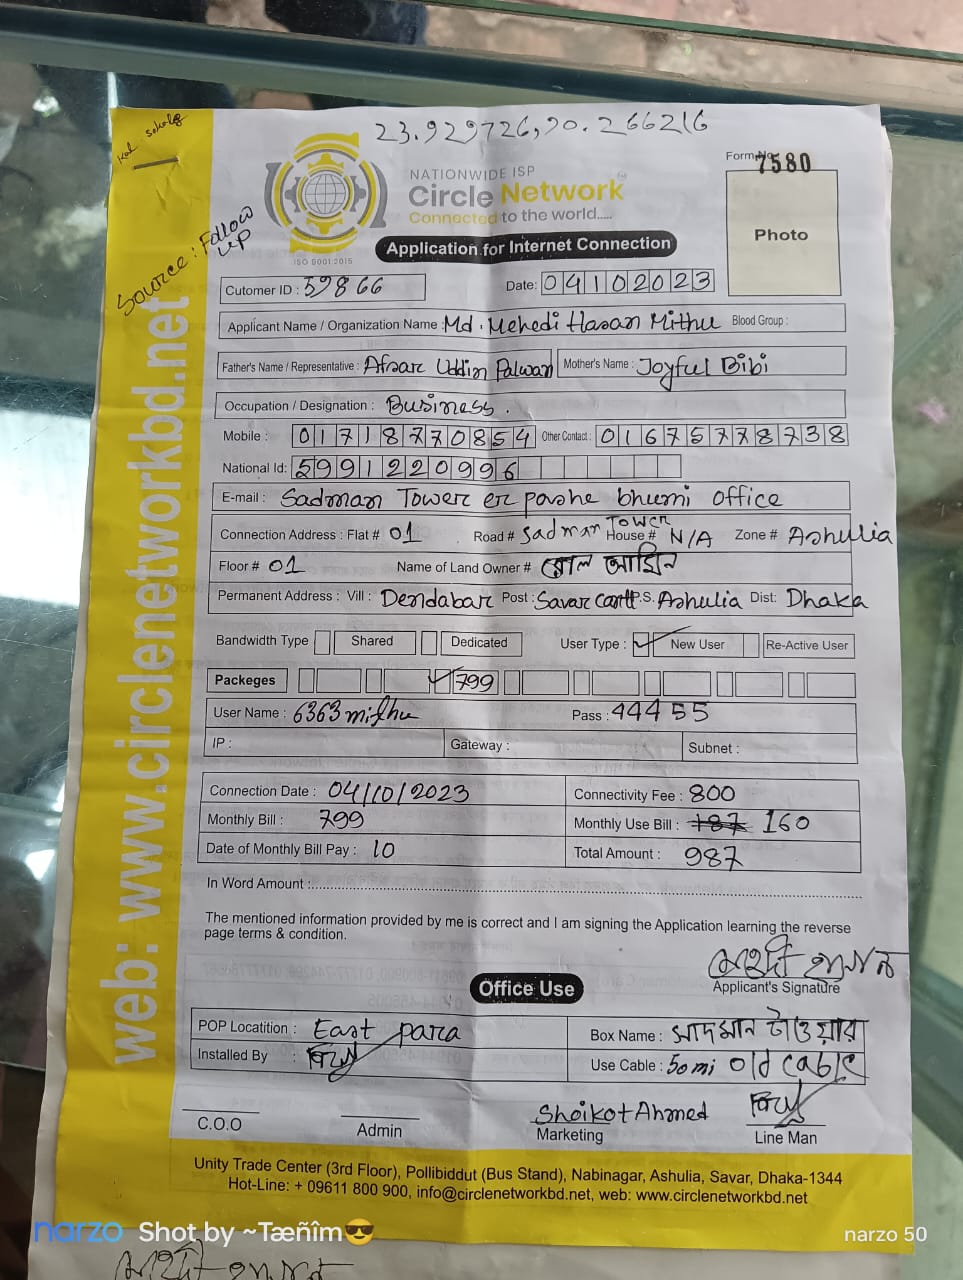 23.929726, 90.266216
kal sokale
Source: Follow up
Form No 7580
NATIONWIDE ISP
Circle Network
Connected to the world.....
ISO 9001:2015
Application for Internet Connection
Photo
Cutomer ID : 59866 Date: 04102023
Applicant Name / Organization Name : Md. Mehedi Hasan Mithu Blood Group :
Father's Name / Representative : Afsar Uddin Palwan Mother's Name : Joyful Bibi
Occupation / Designation : Business.
Mobile : 01718770854 Other Contact : 01675778738
National Id: 5991220996
E-mail : Sadman Tower er pashe bhumi office
Connection Address : Flat # 01 Road # Sadman Tower House # N/A Zone # Ashulia
Floor # 01 Name of Land Owner #
Permanent Address : Vill : Dendabar Post : Savar cantt P.S. Ashulia Dist: Dhaka
Bandwidth Type Shared Dedicated User Type : New User Re-Active User
Packeges 799
User Name : 6363mithu Pass : 44455
IP : Gateway : Subnet :
Connection Date : 04/10/2023 Connectivity Fee : 800
Monthly Bill : 799 Monthly Use Bill : 187 160
Date of Monthly Bill Pay : 10 Total Amount : 987
In Word Amount :
The mentioned information provided by me is correct and I am signing the Application learning the reverse
page terms & condition.
Applicant's Signature
Office Use
POP Locatition : East para Box Name : সাদমান টাওয়ার
Installed By : Use Cable : 50mi old cable
C.O.O Admin Shoikot Ahmed Marketing Line Man
web: www.circlenetworkbd.net
Unity Trade Center (3rd Floor), Pollibiddut (Bus Stand), Nabinagar, Ashulia, Savar, Dhaka-1344
Hot-Line: + 09611 800 900, info@circlenetworkbd.net, web: www.circlenetworkbd.net
narzo Shot by ~Tæñîm😎 narzo 50